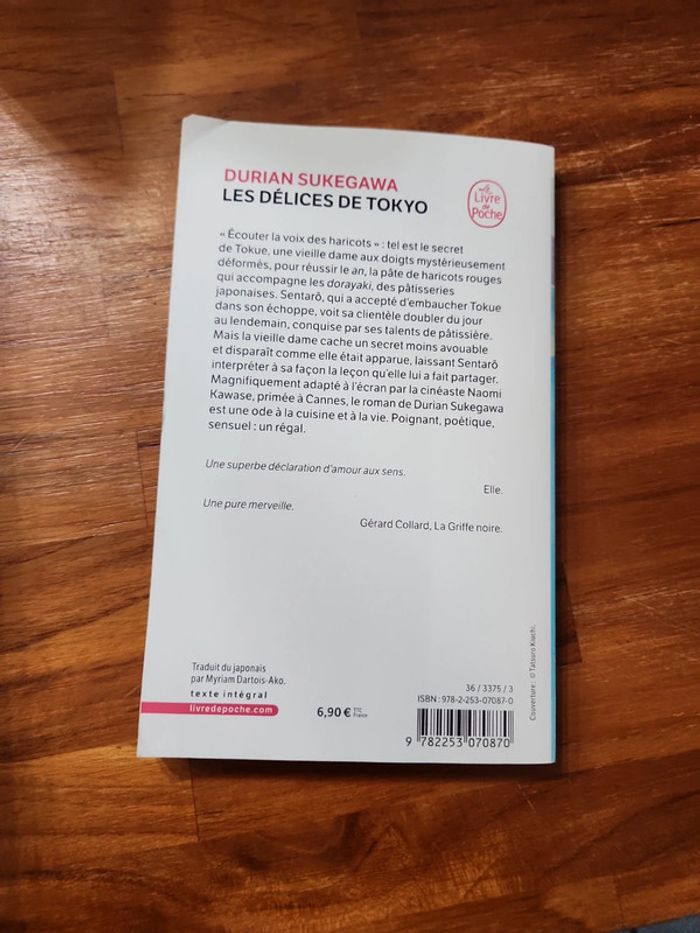 DURIAN SUKEGAWA
LES DÉLICES DE TOKYO
Le
Livre
de
Poche
« Écouter la voix des haricots » : tel est le secret
de Tokue, une vieille dame aux doigts mystérieusement
déformés, pour réussir le an, la pâte de haricots rouges
qui accompagne les dorayaki, des pâtisseries
japonaises. Sentarô, qui a accepté d'embaucher Tokue
dans son échoppe, voit sa clientèle doubler du jour
au lendemain, conquise par ses talents de pâtissière.
Mais la vieille dame cache un secret moins avouable
et disparaît comme elle était apparue, laissant Sentarô
interpréter à sa façon la leçon qu'elle lui a fait partager.
Magnifiquement adapté à l'écran par la cinéaste Naomi
Kawase, primée à Cannes, le roman de Durian Sukegawa
est une ode à la cuisine et à la vie. Poignant, poétique,
sensuel : un régal.
Une superbe déclaration d'amour aux sens.
Elle.
Une pure merveille.
Gérard Collard, La Griffe noire.
Traduit du japonais
par Myriam Dartois-Ako.
texte intégral
livredepoche.com
6,90 € TTC
France
36 / 3375 / 3
ISBN : 978-2-253-07087-0
9 782253 070870
Couverture : © Tatsuro Kiuchi.